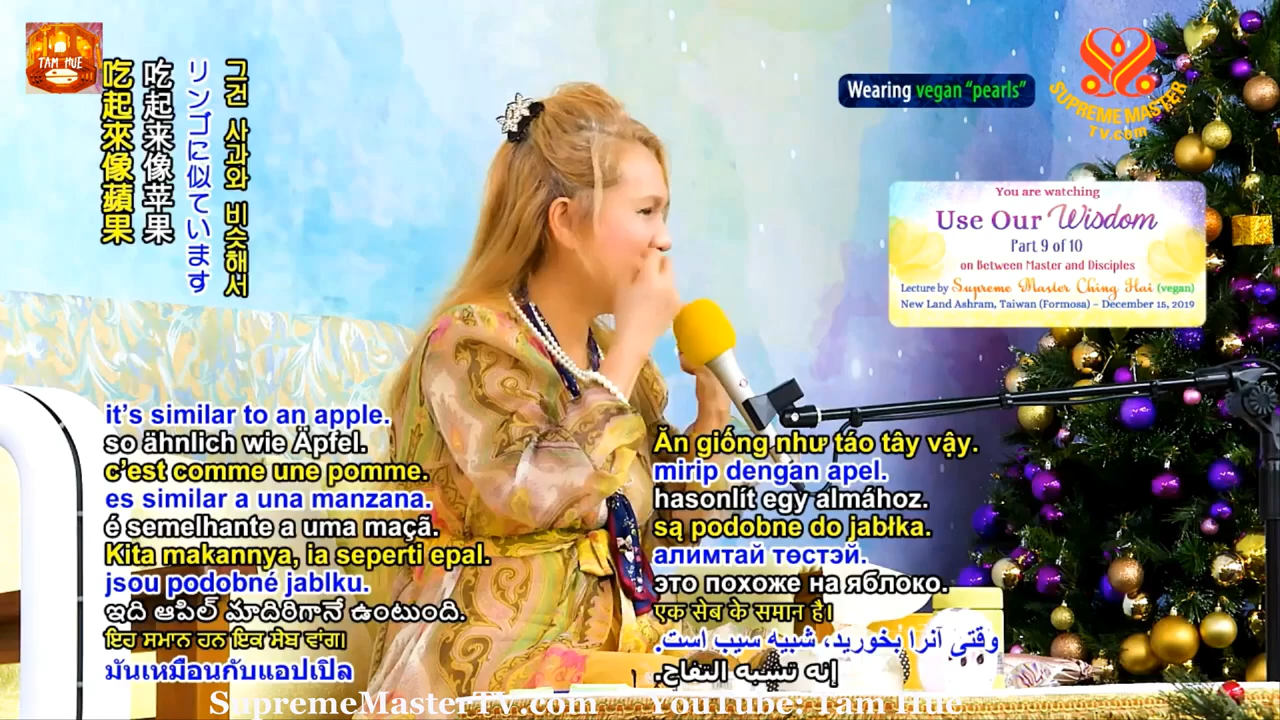 TAM HUE
吃起來像蘋果
吃起来像苹果
リンゴに似ています
그건 사과와 비슷해서
Wearing vegan “pearls”
SUPREME MASTER
TV.com
You are watching
Use Our Wisdom
Part 9 of 10
on Between Master and Disciples
Lecture by Supreme Master Ching Hai (vegan)
New Land Ashram, Taiwan (Formosa) – December 15, 2019
it’s similar to an apple.
so ähnlich wie Äpfel.
c’est comme une pomme.
es similar a una manzana.
é semelhante a uma maçã.
Kita makannya, ia seperti epal.
jsou podobné jablku.
ఇది ఆపిల్ మాదిరిగానే ఉంటుంది.
ਇਹ ਸਮਾਨ ਹਨ ਇਕ ਸੇਬ ਵਾਂਗ।
มันเหมือนกับแอปเปิล
Ăn giống như táo tây vậy.
mirip dengan apel.
hasonlít egy almához.
są podobne do jabłka.
алимтай төстэй.
это похоже на яблоко.
एक सेब के समान है।
وقتی آنرا بخورید، شبیه سیب است.
إنه تشبه التفاح.
SupremeMasterTV.com YouTube: Tam Hue